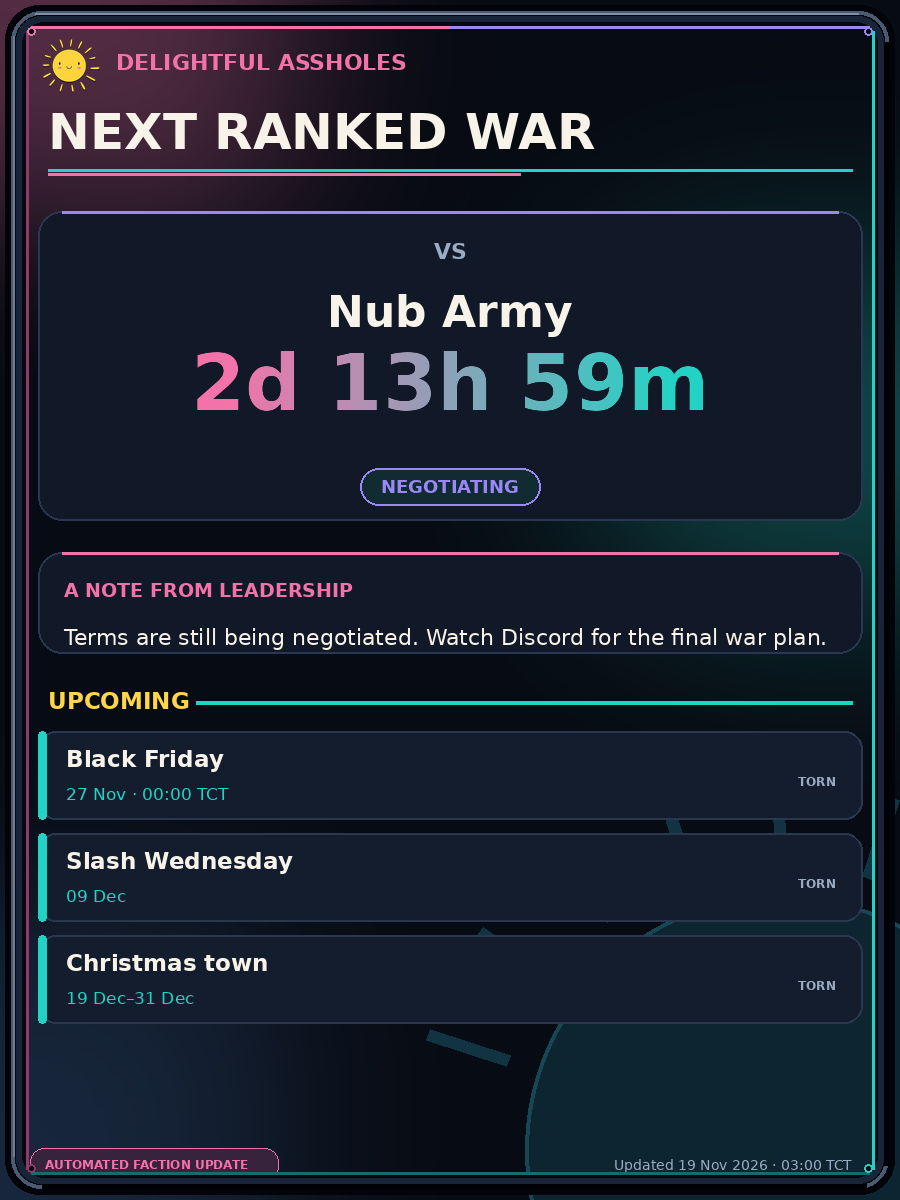 DELIGHTFUL ASSHOLES
NEXT RANKED WAR
VS
Nub Army
2d 13h 59m
NEGOTIATING
A NOTE FROM LEADERSHIP
Terms are still being negotiated. Watch Discord for the final war plan.
UPCOMING
Black Friday
27 Nov · 00:00 TCT
TORN
Slash Wednesday
09 Dec
TORN
Christmas town
19 Dec–31 Dec
TORN
AUTOMATED FACTION UPDATE
Updated 19 Nov 2026 · 03:00 TCT